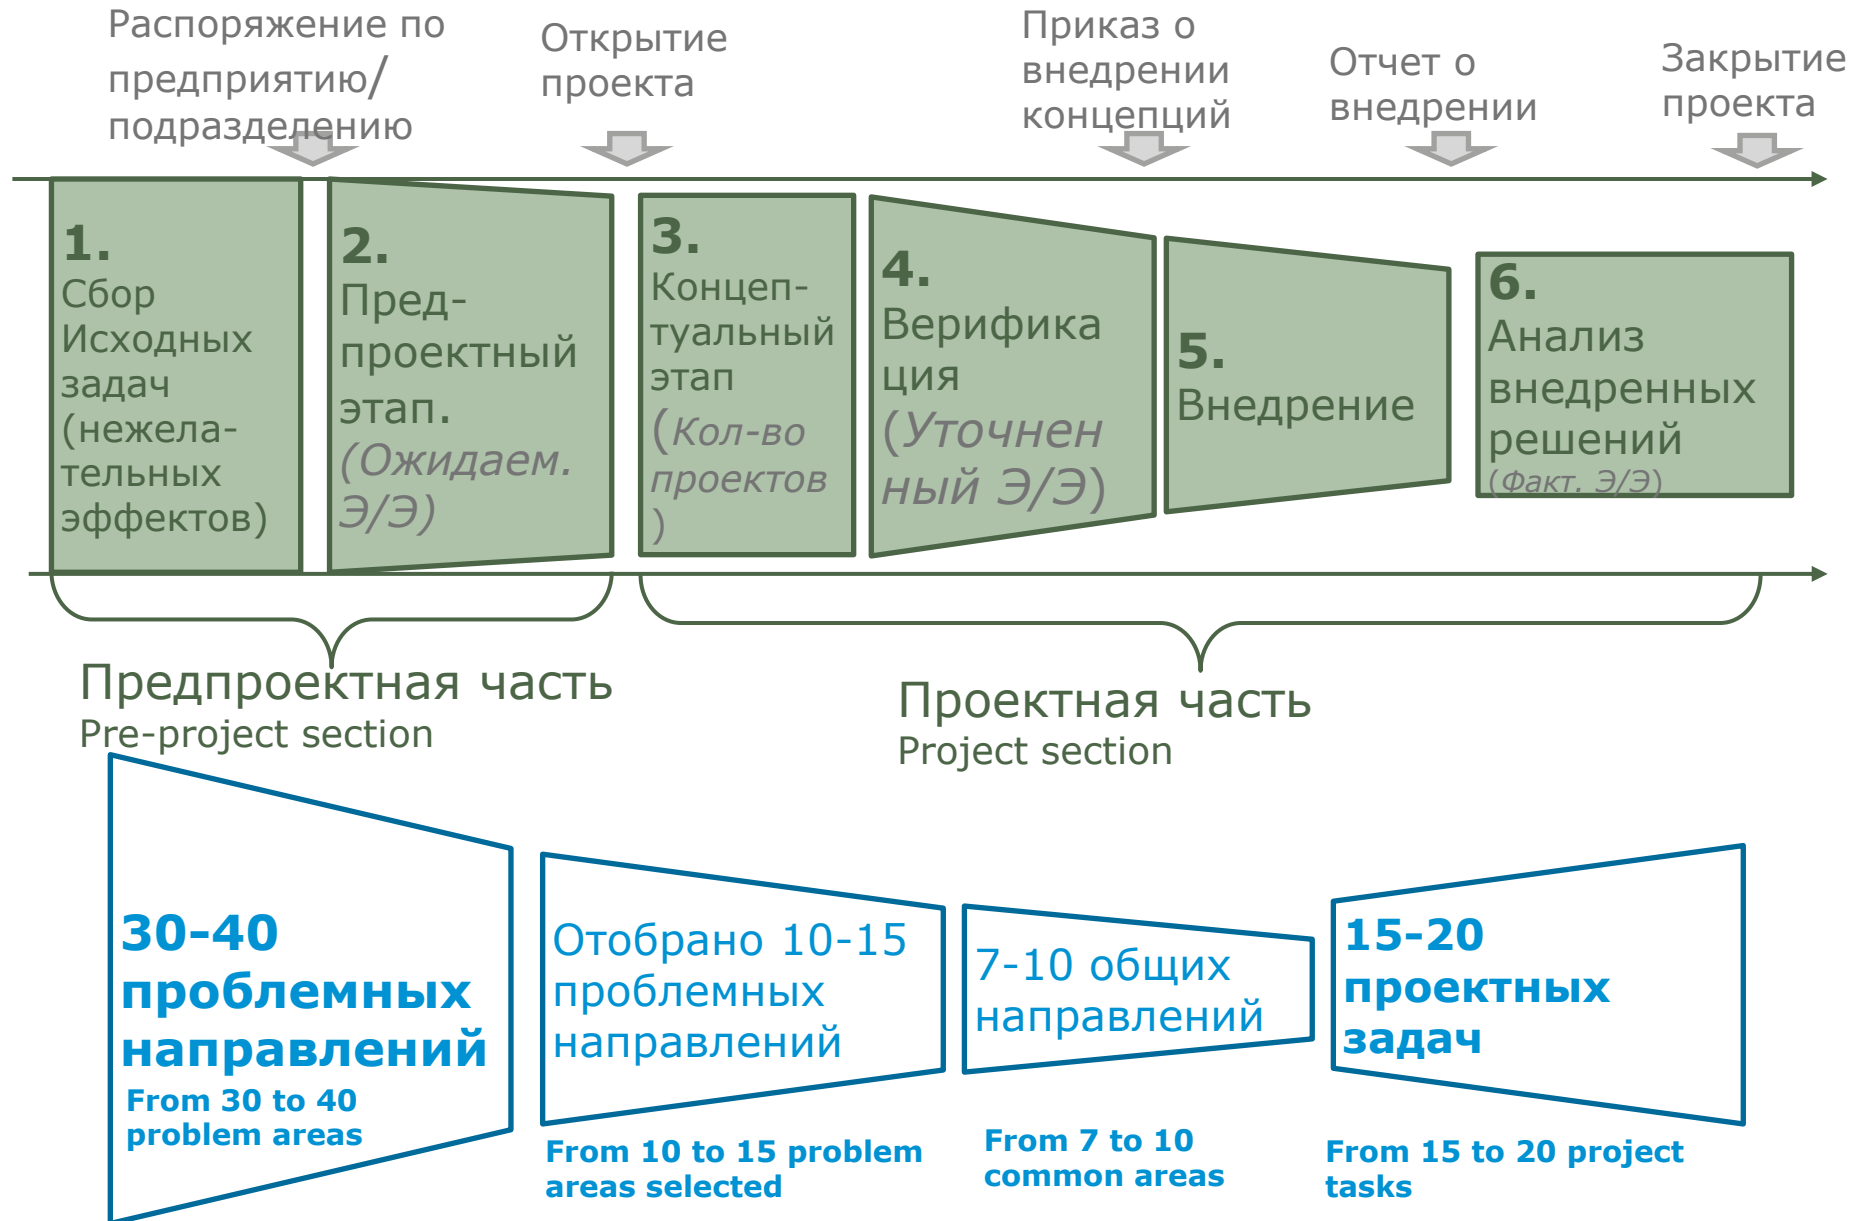 Распоряжение по
предприятию/
подразделению
Открытие
проекта
Приказ о
внедрении
концепций
Отчет о
внедрении
Закрытие
проекта
1.
Сбор
Исходных
задач
(нежела-
тельных
эффектов)
2.
Пред-
проектный
этап.
(Ожидаем.
Э/Э)
3.
Концеп-
туальный
этап
(Кол-во
проектов
)
4.
Верифика
ция
(Уточнен
ный Э/Э)
5.
Внедрение
6.
Анализ
внедренных
решений
(Факт. Э/Э)
Предпроектная часть
Pre-project section
Проектная часть
Project section
30-40
проблемных
направлений
From 30 to 40
problem areas
Отобрано 10-15
проблемных
направлений
From 10 to 15 problem
areas selected
7-10 общих
направлений
From 7 to 10
common areas
15-20
проектных
задач
From 15 to 20 project
tasks